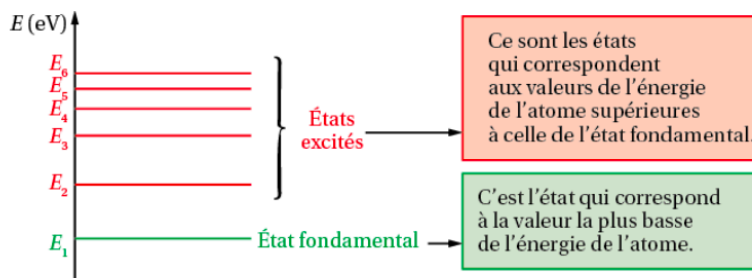 E (eV)
E6
E5
E4
E3
E2
E1
États
excités
État fondamental
Ce sont les états
qui correspondent
aux valeurs de l'énergie
de l'atome supérieures
à celle de l'état fondamental.
C'est l'état qui correspond
à la valeur la plus basse
de l'énergie de l'atome.